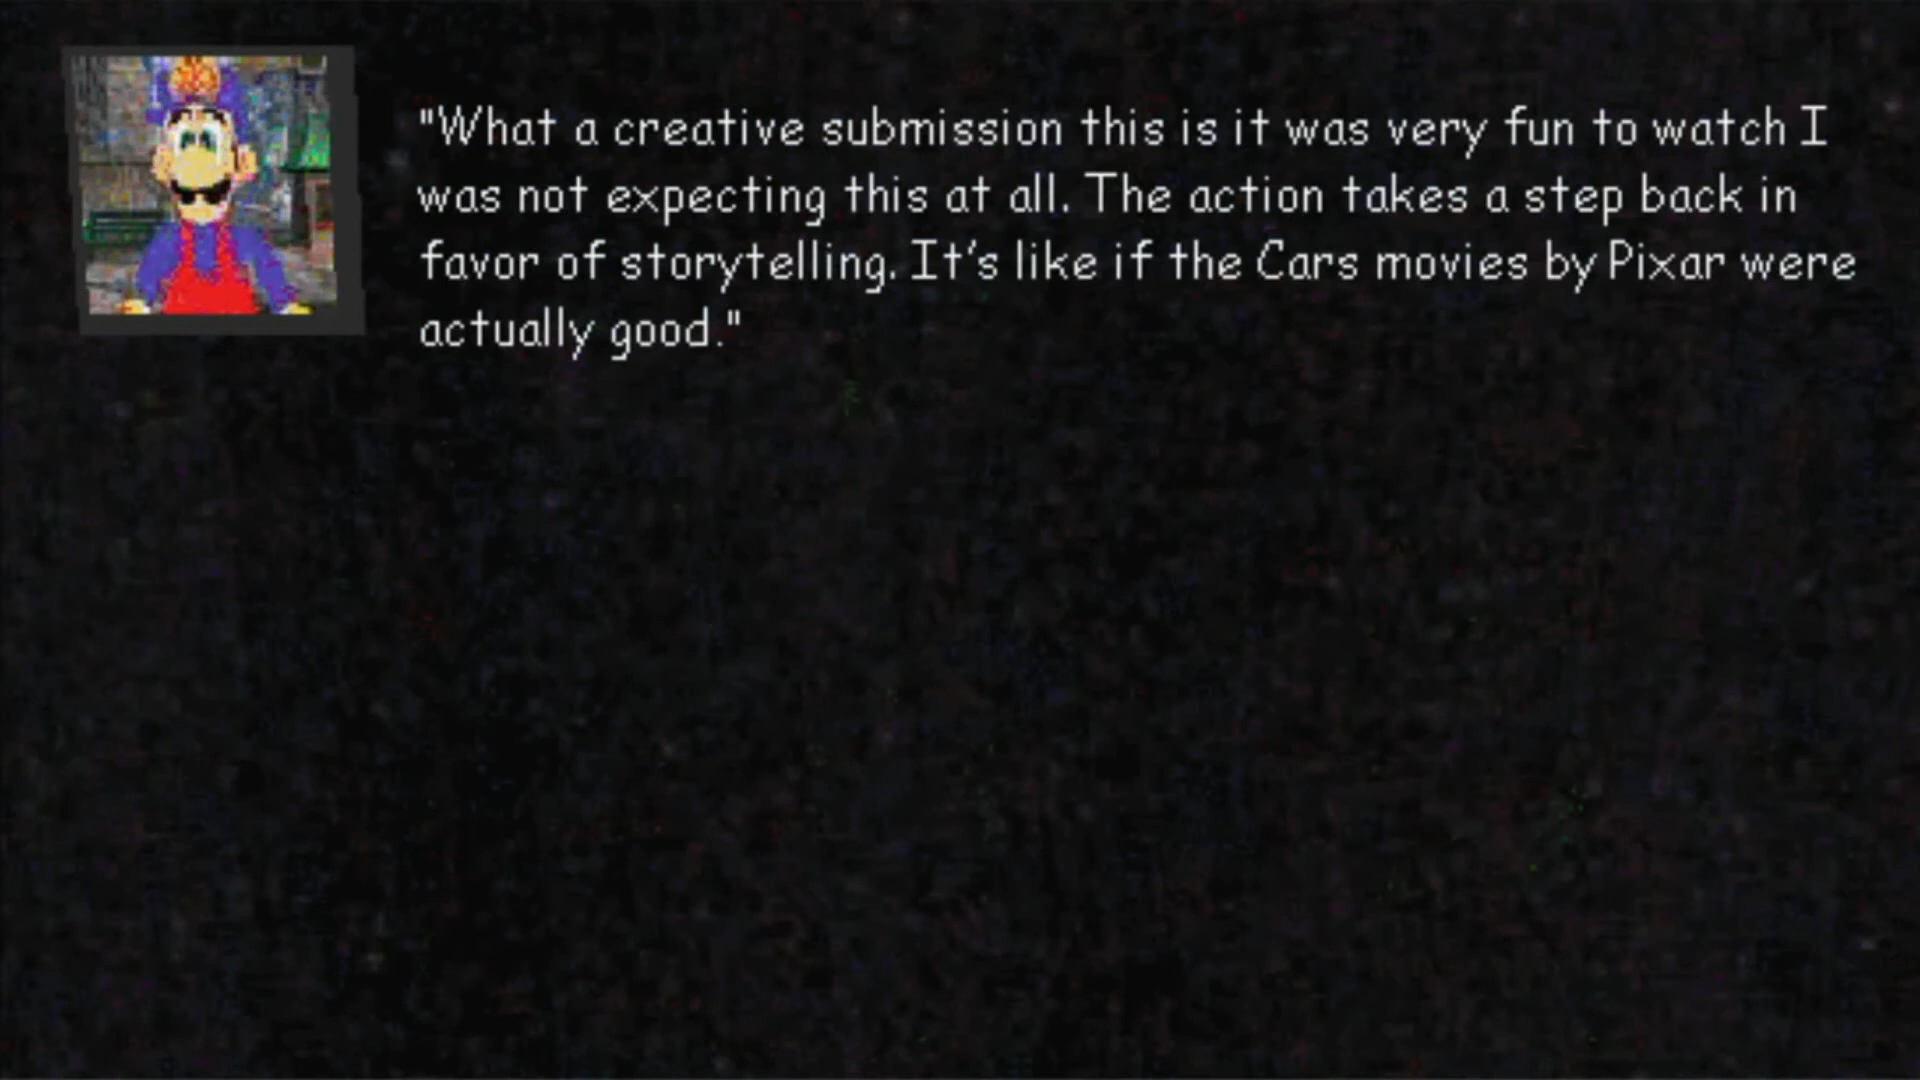 "What a creative submission this is it was very fun to watch I
was not expecting this at all. The action takes a step back in
favor of storytelling. It's like if the Cars movies by Pixar were
actually good."